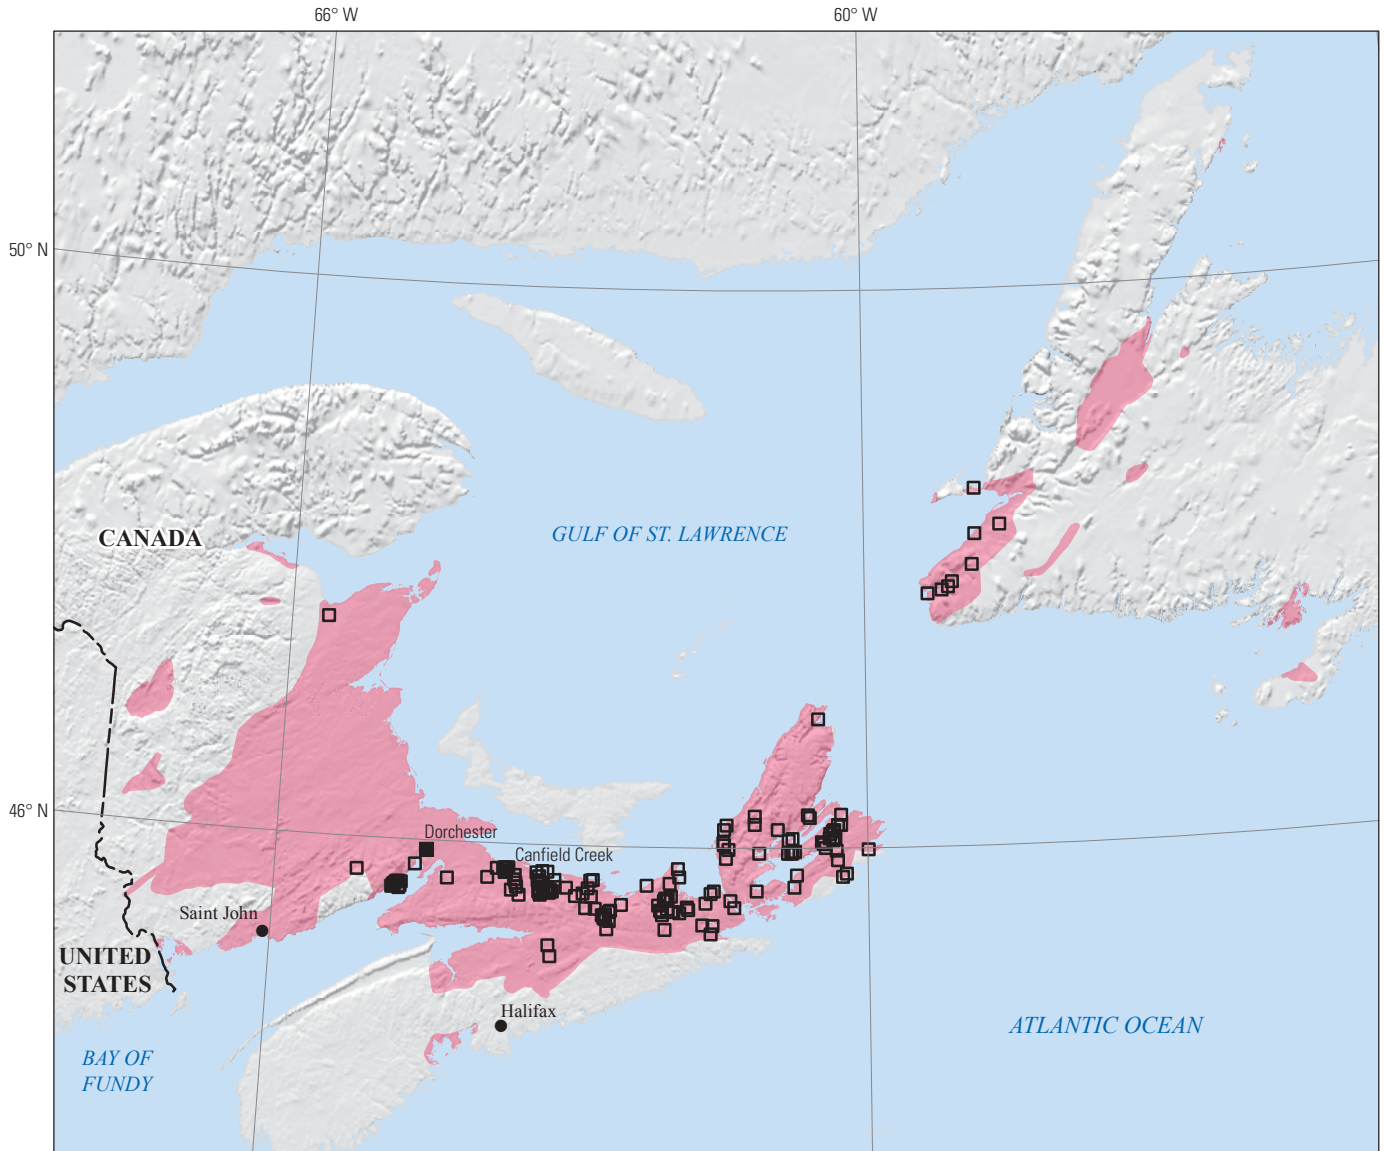 66° W
60° W
50° N
GULF OF ST. LAWRENCE
CANADA
46° N
Dorchester
Canfield Creek
Saint John
UNITED
STATES
Halifax
ATLANTIC OCEAN
BAY OF
FUNDY